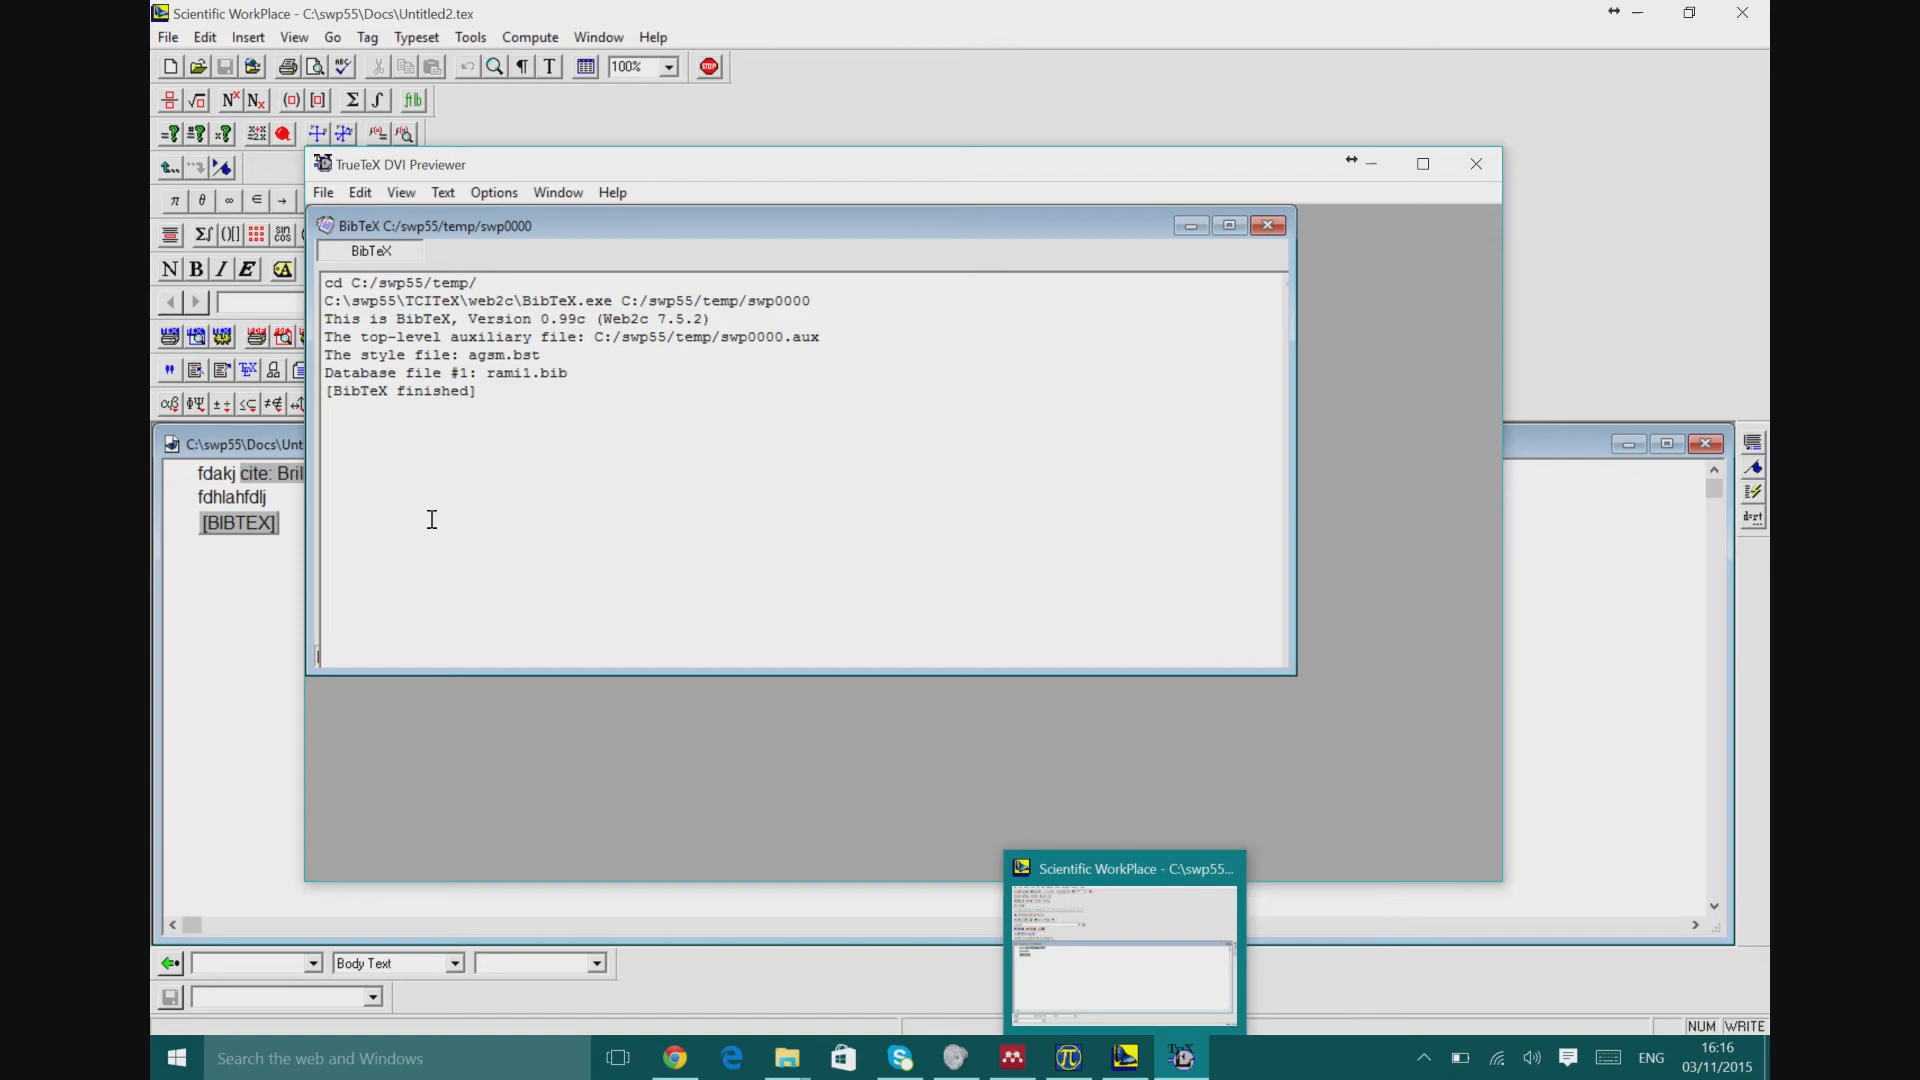 Scientific WorkPlace - C:\swp55\Docs\Untitled2.tex
File Edit Insert View Go Tag Typeset Tools Compute Window Help
100%
STOP
TrueTeX DVI Previewer
File Edit View Text Options Window Help
BibTeX C:/swp55/temp/swp0000
BibTeX
cd C:/swp55/temp/
C:\swp55\TCITeX\web2c\BibTeX.exe C:/swp55/temp/swp0000
This is BibTeX, Version 0.99c (Web2c 7.5.2)
The top-level auxiliary file: C:/swp55/temp/swp0000.aux
The style file: agsm.bst
Database file #1: rami1.bib
[BibTeX finished]
C:\swp55\Docs\Unt
fdakj cite: Bril
fdhlahfdlj
[BIBTEX]
Scientific WorkPlace - C:\swp55...
Body Text
NUM WRITE
Search the web and Windows
ENG
16:16
03/11/2015